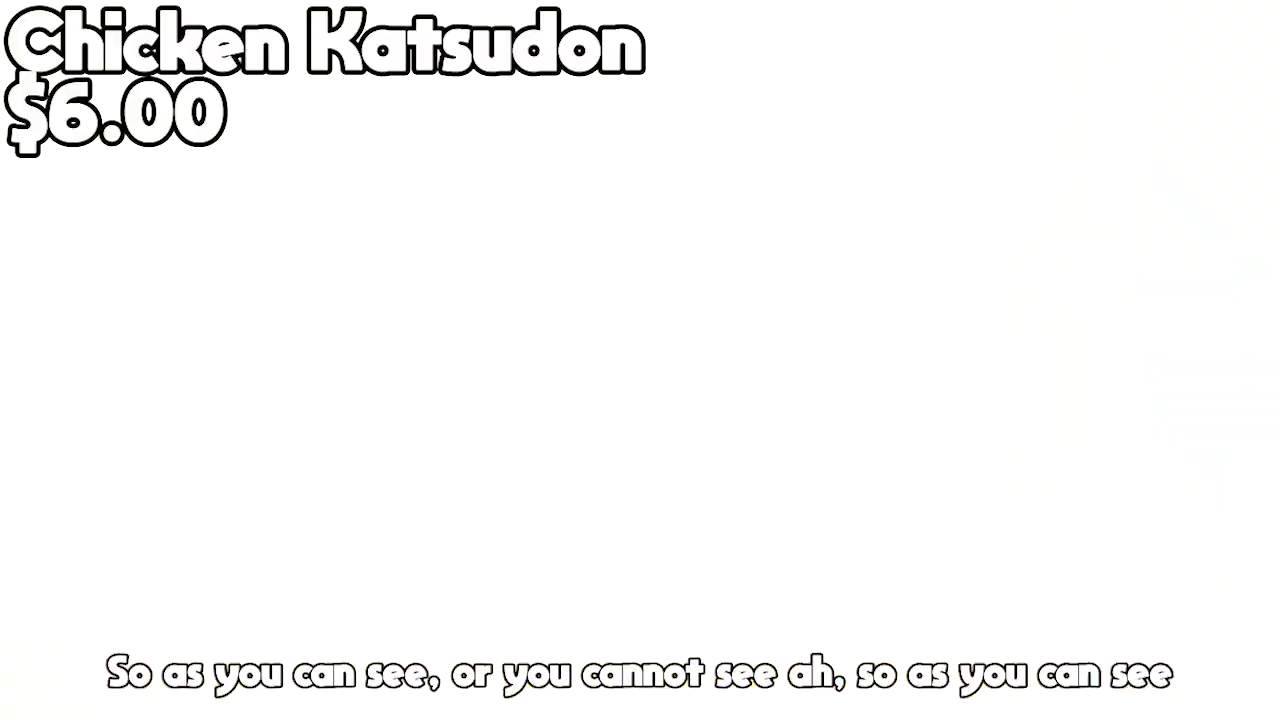 Chicken Katsudon
$6.00
So as you can see, or you cannot see ah, so as you can see